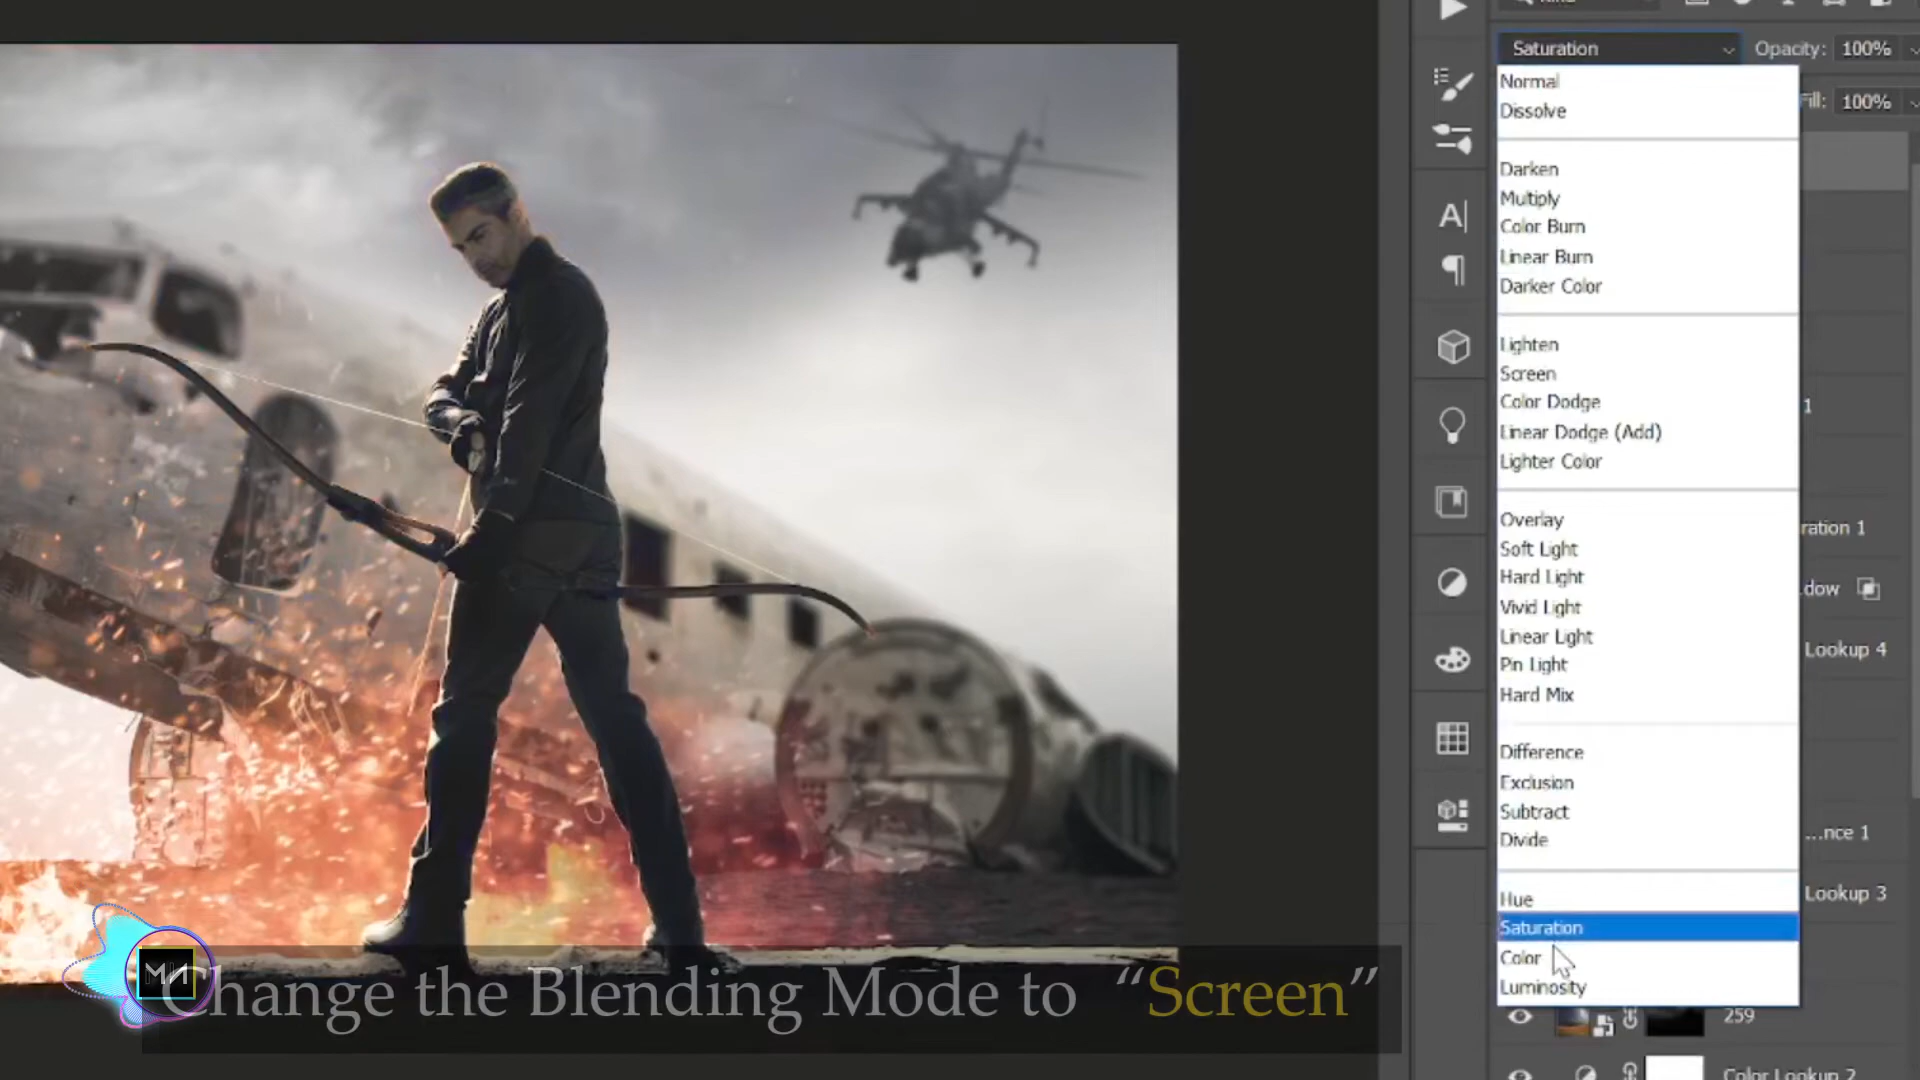 Saturation
Opacity: 100%
Normal
Dissolve
Fill: 100%
Darken
Multiply
Color Burn
Linear Burn
Darker Color
Lighten
Screen
Color Dodge
1
Linear Dodge (Add)
Lighter Color
Overlay
ration 1
Soft Light
Hard Light
dow
Vivid Light
Linear Light
Lookup 4
Pin Light
Hard Mix
Difference
Exclusion
Subtract
...nce 1
Divide
Hue
Lookup 3
Saturation
Color
Luminosity
259
Color Lookup 2
Change the Blending Mode to “Screen”